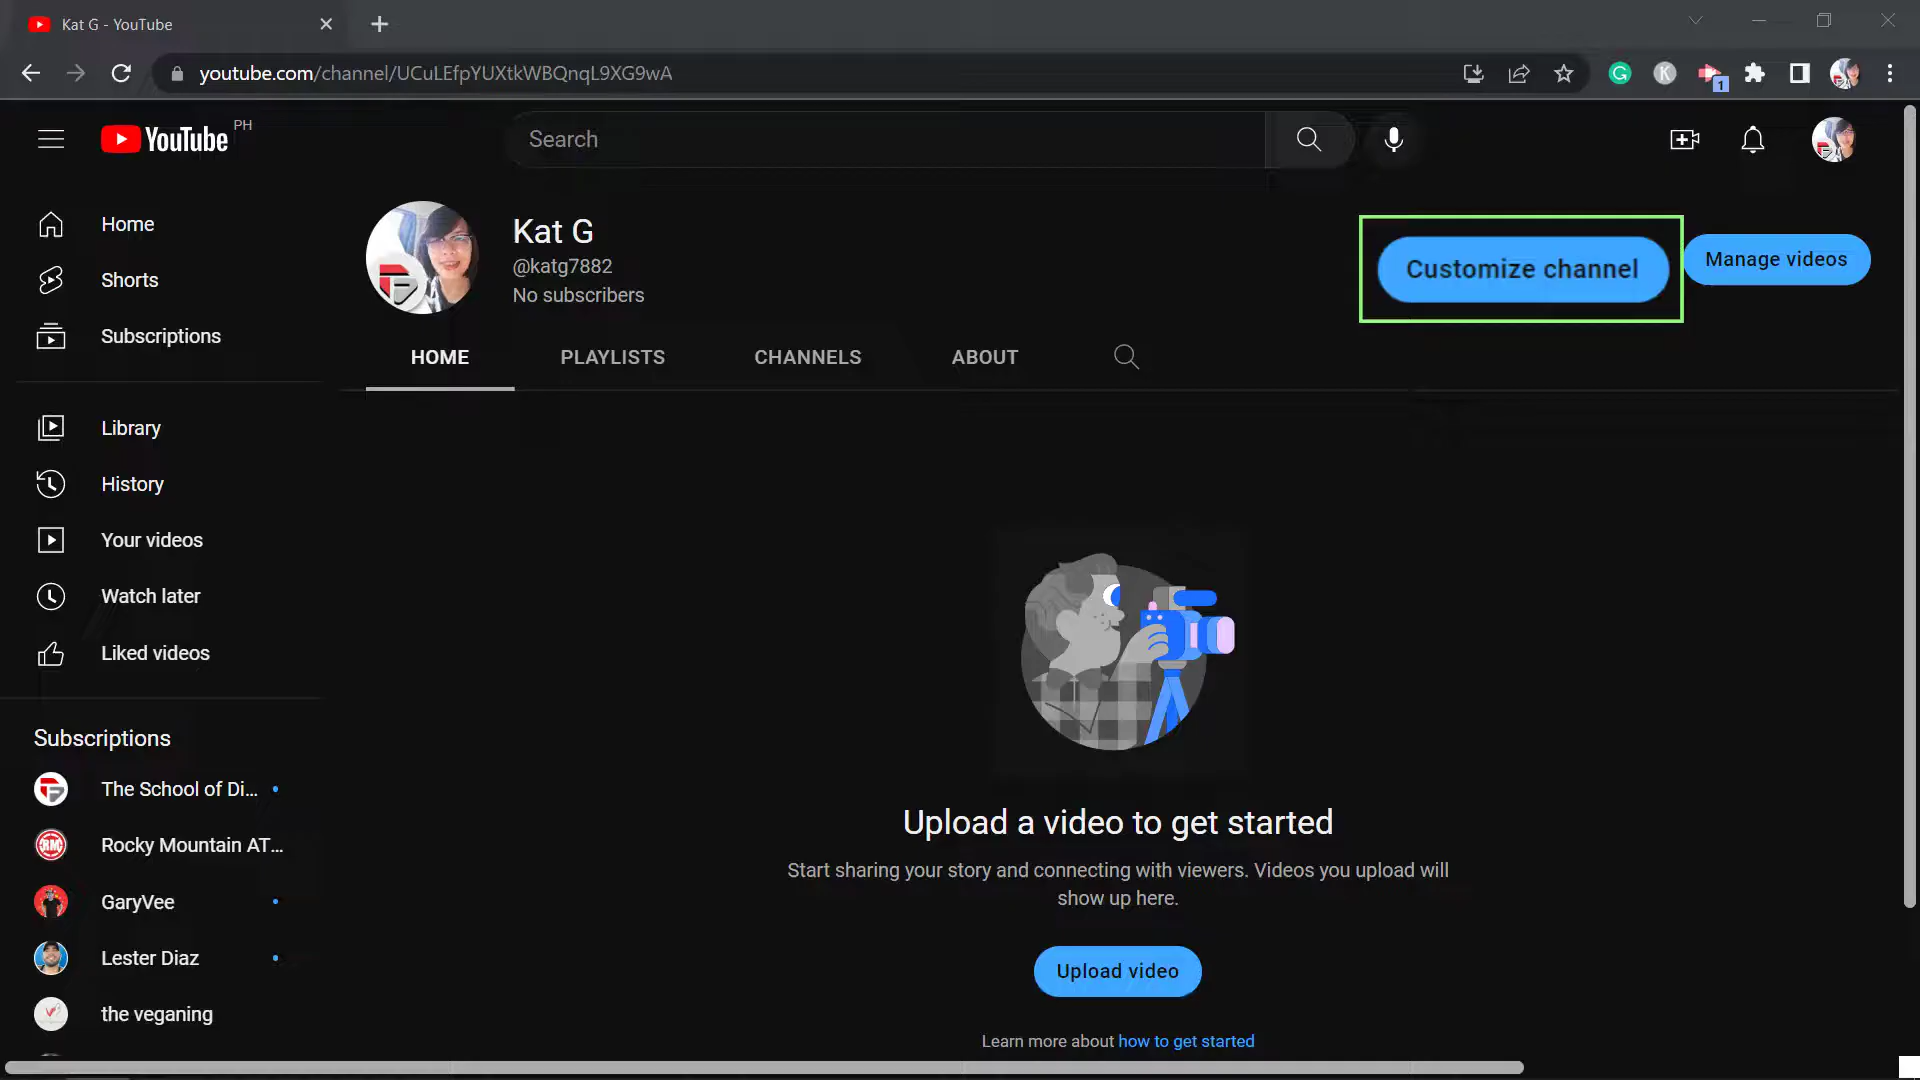 Kat G - YouTube
youtube.com/channel/UCuLEfpYUXtkWBQnqL9XG9wA
1
YouTube PH
Search
Home
Shorts
Subscriptions
Library
History
Your videos
Watch later
Liked videos
Subscriptions
The School of Di...
Rocky Mountain AT...
GaryVee
Lester Diaz
the veganing
Kat G
@katg7882
No subscribers
Customize channel
Manage videos
HOME
PLAYLISTS
CHANNELS
ABOUT
Upload a video to get started
Start sharing your story and connecting with viewers. Videos you upload will
show up here.
Upload video
Learn more about how to get started